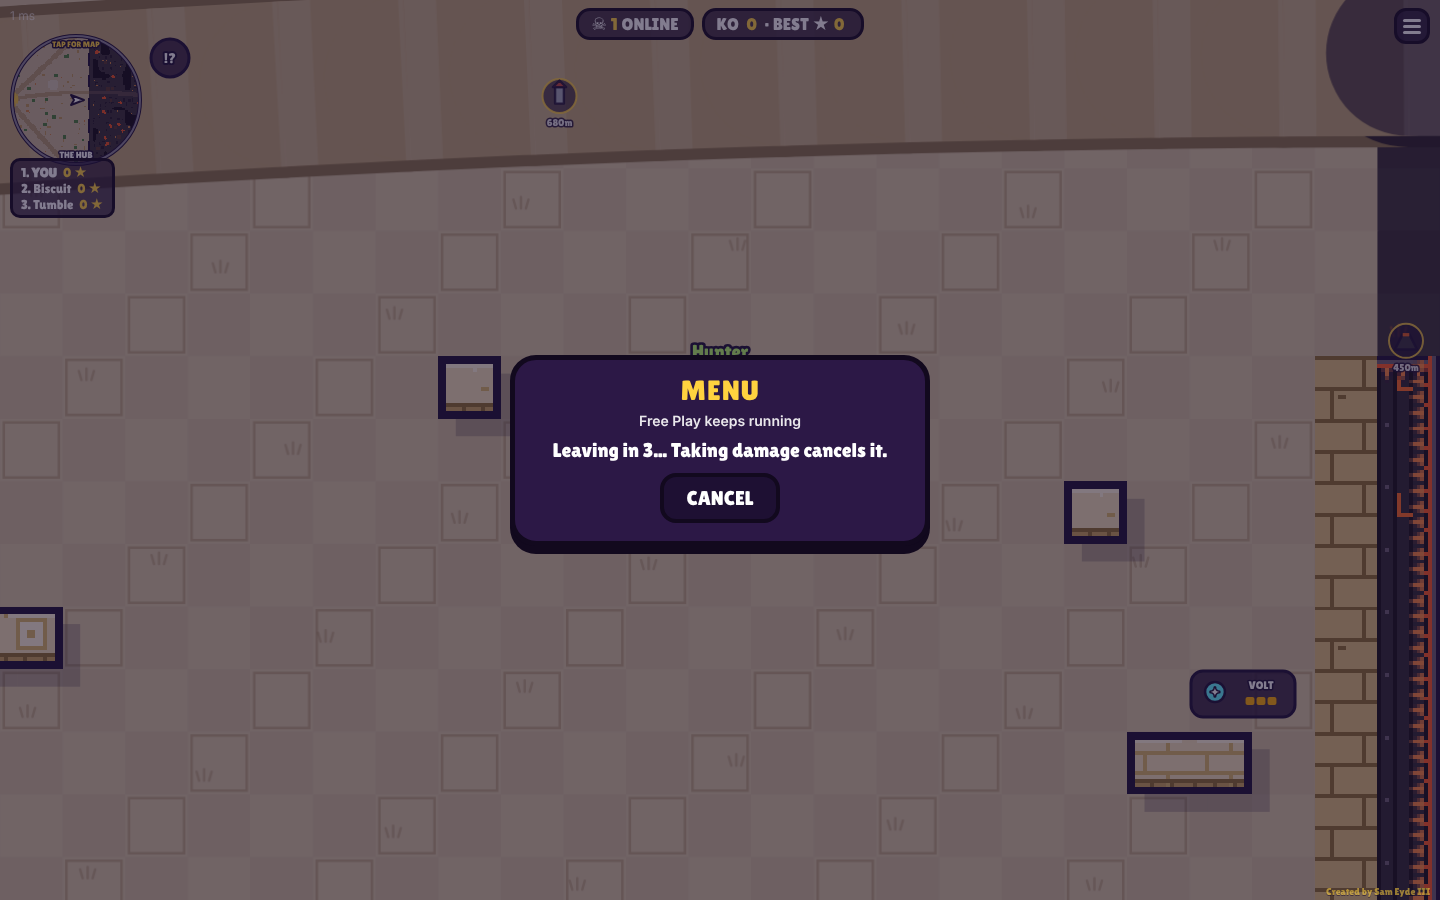 1 ms
1 ONLINE
KO 0 · BEST ★ 0
TAP FOR MAP
!?
THE HUB
680m
1. YOU 0 ★
2. Biscuit 0 ★
3. Tumble 0 ★
Hunter
450m
MENU
Free Play keeps running
Leaving in 3... Taking damage cancels it.
CANCEL
VOLT
Created by Sam Eyde III